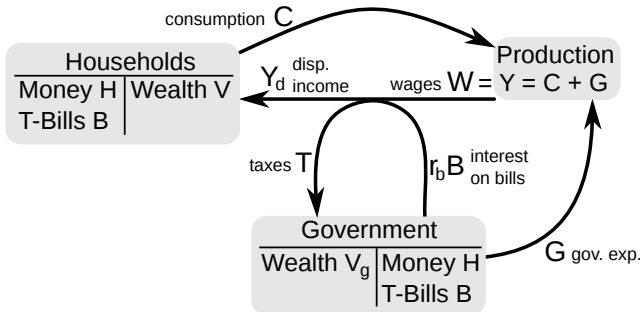 consumption C
Households
Money H Wealth V
T-Bills B
Y_d disp. income
wages W =
Production
Y = C + G
taxes T
r_bB interest on bills
Government
Wealth V_g Money H
T-Bills B
G gov. exp.